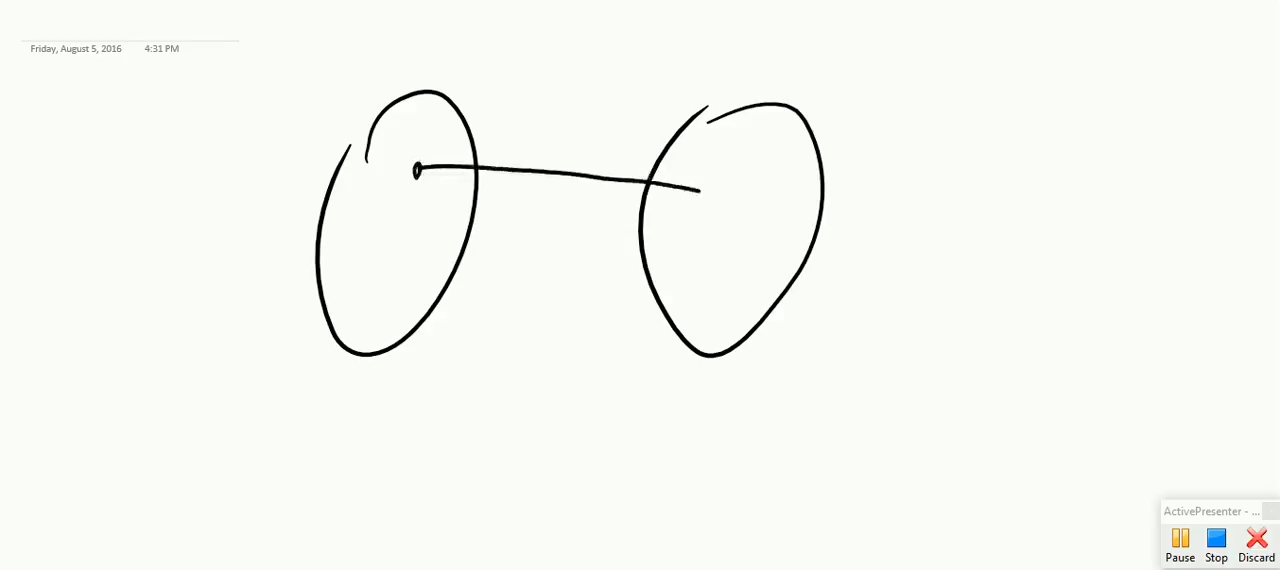 Friday, August 5, 2016 4:31 PM
ActivePresenter - ...
Pause Stop Discard